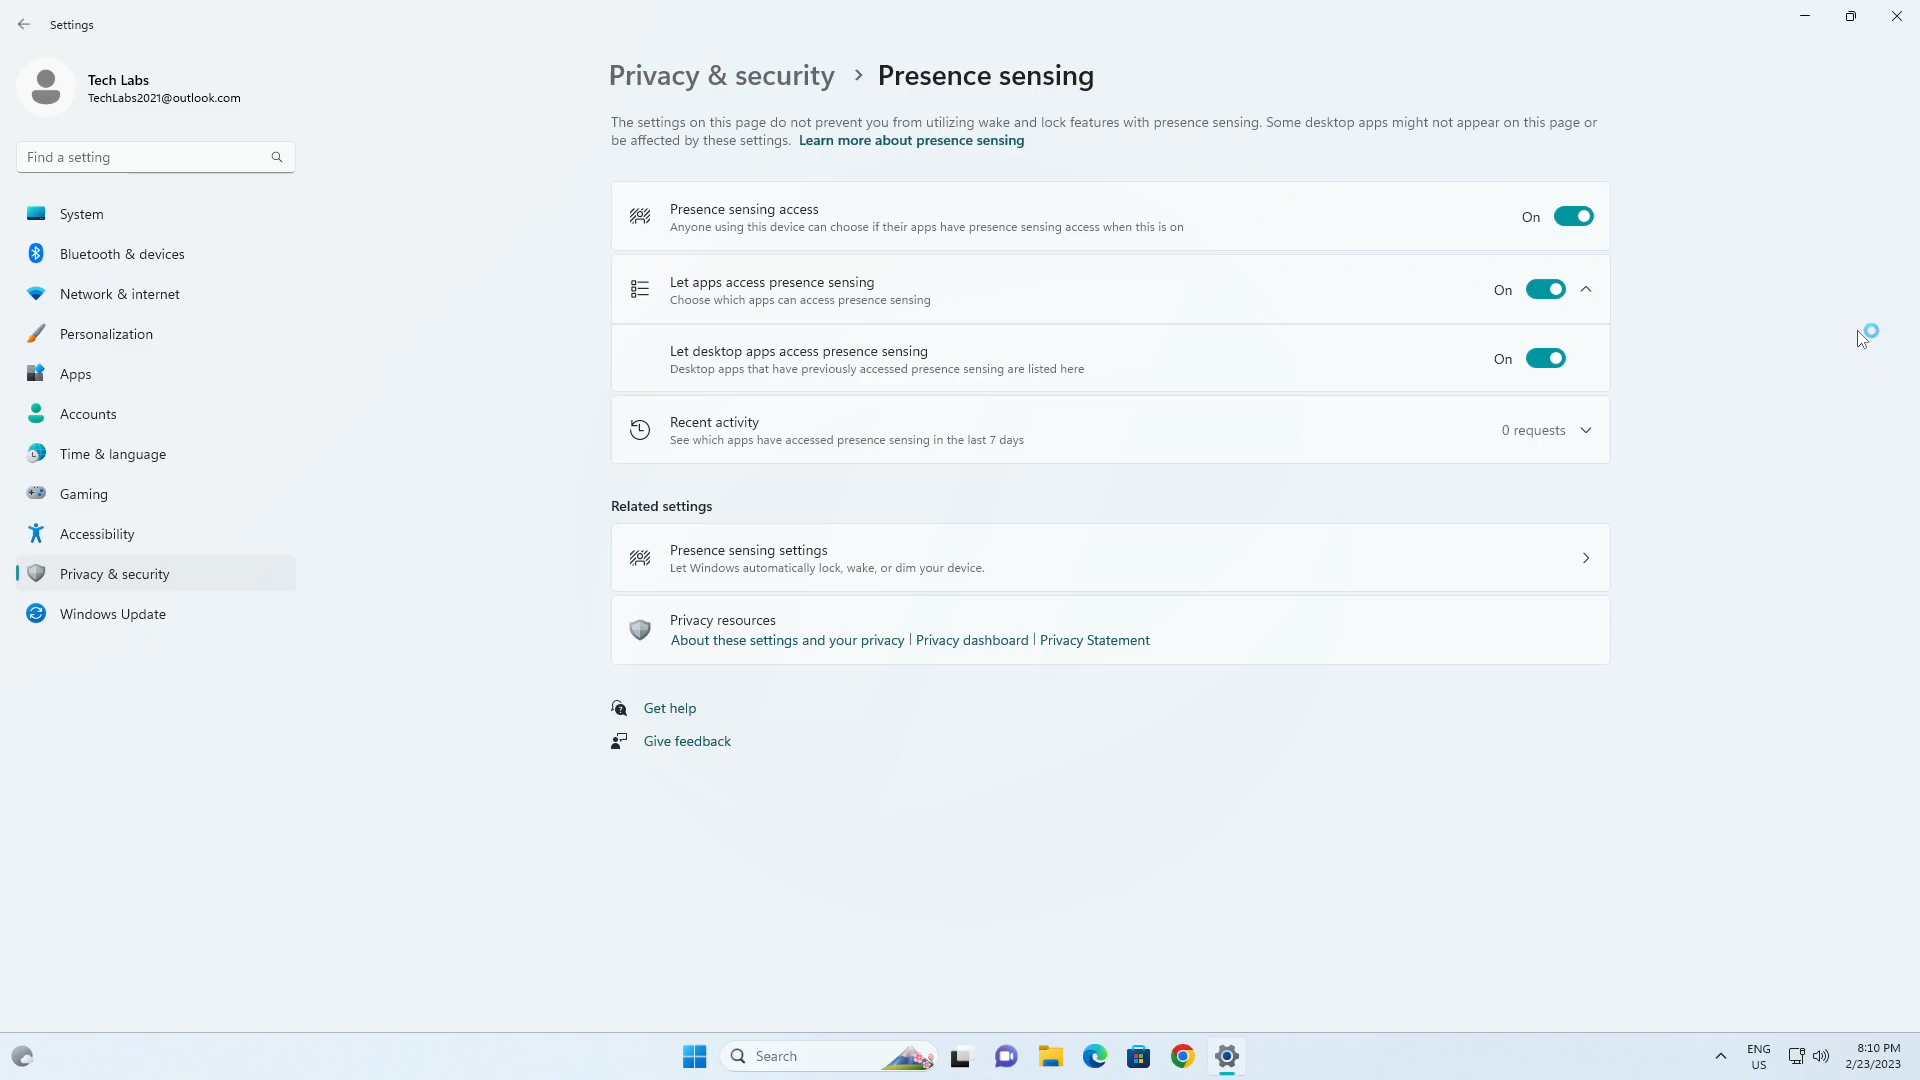 Settings
Tech Labs
TechLabs2021@outlook.com
Find a setting
System
Bluetooth & devices
Network & internet
Personalization
Apps
Accounts
Time & language
Gaming
Accessibility
Privacy & security
Windows Update
Privacy & security > Presence sensing
The settings on this page do not prevent you from utilizing wake and lock features with presence sensing. Some desktop apps might not appear on this page or
be affected by these settings. Learn more about presence sensing
Presence sensing access
Anyone using this device can choose if their apps have presence sensing access when this is on
On
Let apps access presence sensing
Choose which apps can access presence sensing
On
Let desktop apps access presence sensing
Desktop apps that have previously accessed presence sensing are listed here
On
Recent activity
See which apps have accessed presence sensing in the last 7 days
0 requests
Related settings
Presence sensing settings
Let Windows automatically lock, wake, or dim your device.
Privacy resources
About these settings and your privacy | Privacy dashboard | Privacy Statement
Get help
Give feedback
Search
ENG
US
8:10 PM
2/23/2023